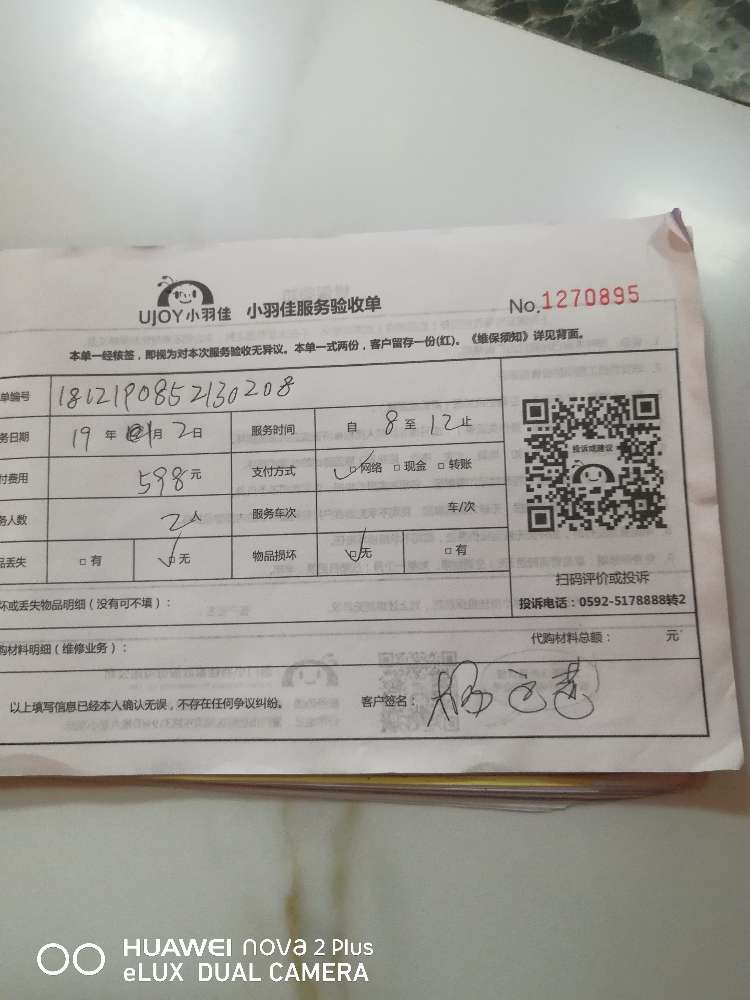 UJOY小羽佳 小羽佳服务验收单 No.1270895
本单一经核签，即视为对本次服务验收无异议。本单一式两份，客户留存一份(红)。《维保须知》详见背面。
单编号 1812190852130208
务日期 19 年 01 月 2 日 服务时间 自 8 至 12 止
付费用 598 元 支付方式 网络 现金 转账
务人数 2人 服务车次 车/次
品丢失 有 无 物品损坏 无 有
投诉或建议
扫码评价或投诉
投诉电话：0592-5178888转2
坏或丢失物品明细（没有可不填）：
购材料明细（维修业务）： 代购材料总额： 元
以上填写信息已经本人确认无误，不存在任何争议纠纷。 客户签名： 杨
HUAWEI nova 2 Plus
eLUX DUAL CAMERA